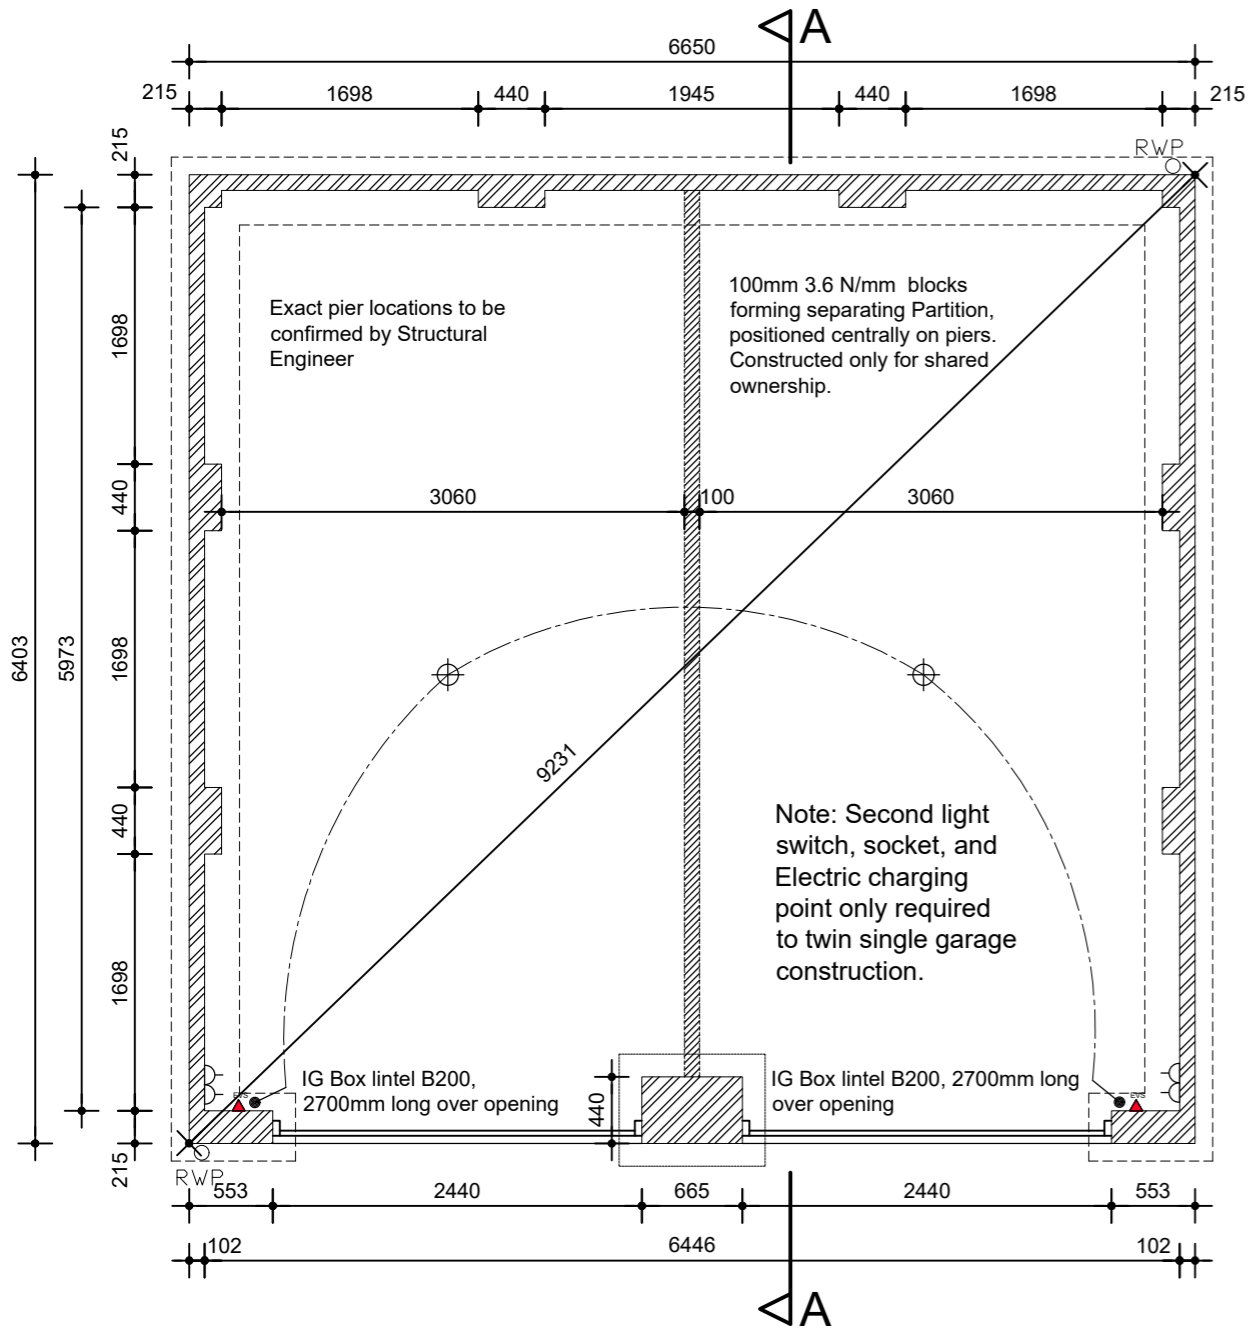 A
6650
215
1698
440
1945
440
1698
215
215
RWP
Exact pier locations to be
confirmed by Structural
Engineer
100mm 3.6 N/mm blocks
forming separating Partition,
positioned centrally on piers.
Constructed only for shared
ownership.
1698
440
3060
100
3060
6403
5973
1698
9231
440
Note: Second light
switch, socket, and
Electric charging
point only required
to twin single garage
construction.
1698
IG Box lintel B200,
2700mm long over opening
IG Box lintel B200, 2700mm long
over opening
EVS
EVS
440
215
RWP
553
2440
665
2440
553
102
6446
102
A